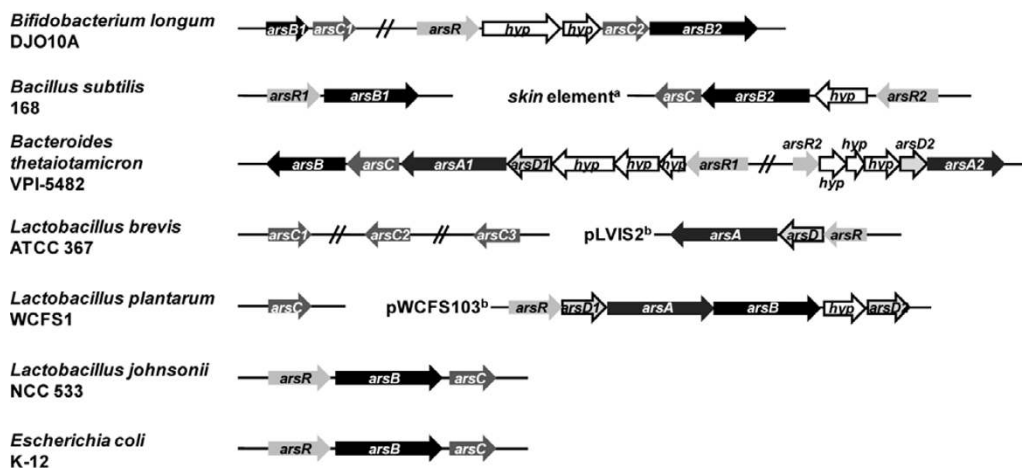 Bifidobacterium longum
DJO10A
arsB1 arsC1 // arsR hyp hyp arsC2 arsB2
Bacillus subtilis
168
arsR1 arsB1 skin elementᵃ arsC arsB2 hyp arsR2
Bacteroides
thetaiotamicron
VPI-5482
arsB arsC arsA1 arsD1 hyp hyp hyp arsR1 // arsR2 hyp hyp hyp arsD2 arsA2
Lactobacillus brevis
ATCC 367
arsC1 // arsC2 // arsC3 pLVIS2ᵇ arsA arsD arsR
Lactobacillus plantarum
WCFS1
arsC pWCFS103ᵇ arsR arsD1 arsA arsB hyp arsD2
Lactobacillus johnsonii
NCC 533
arsR arsB arsC
Escherichia coli
K-12
arsR arsB arsC